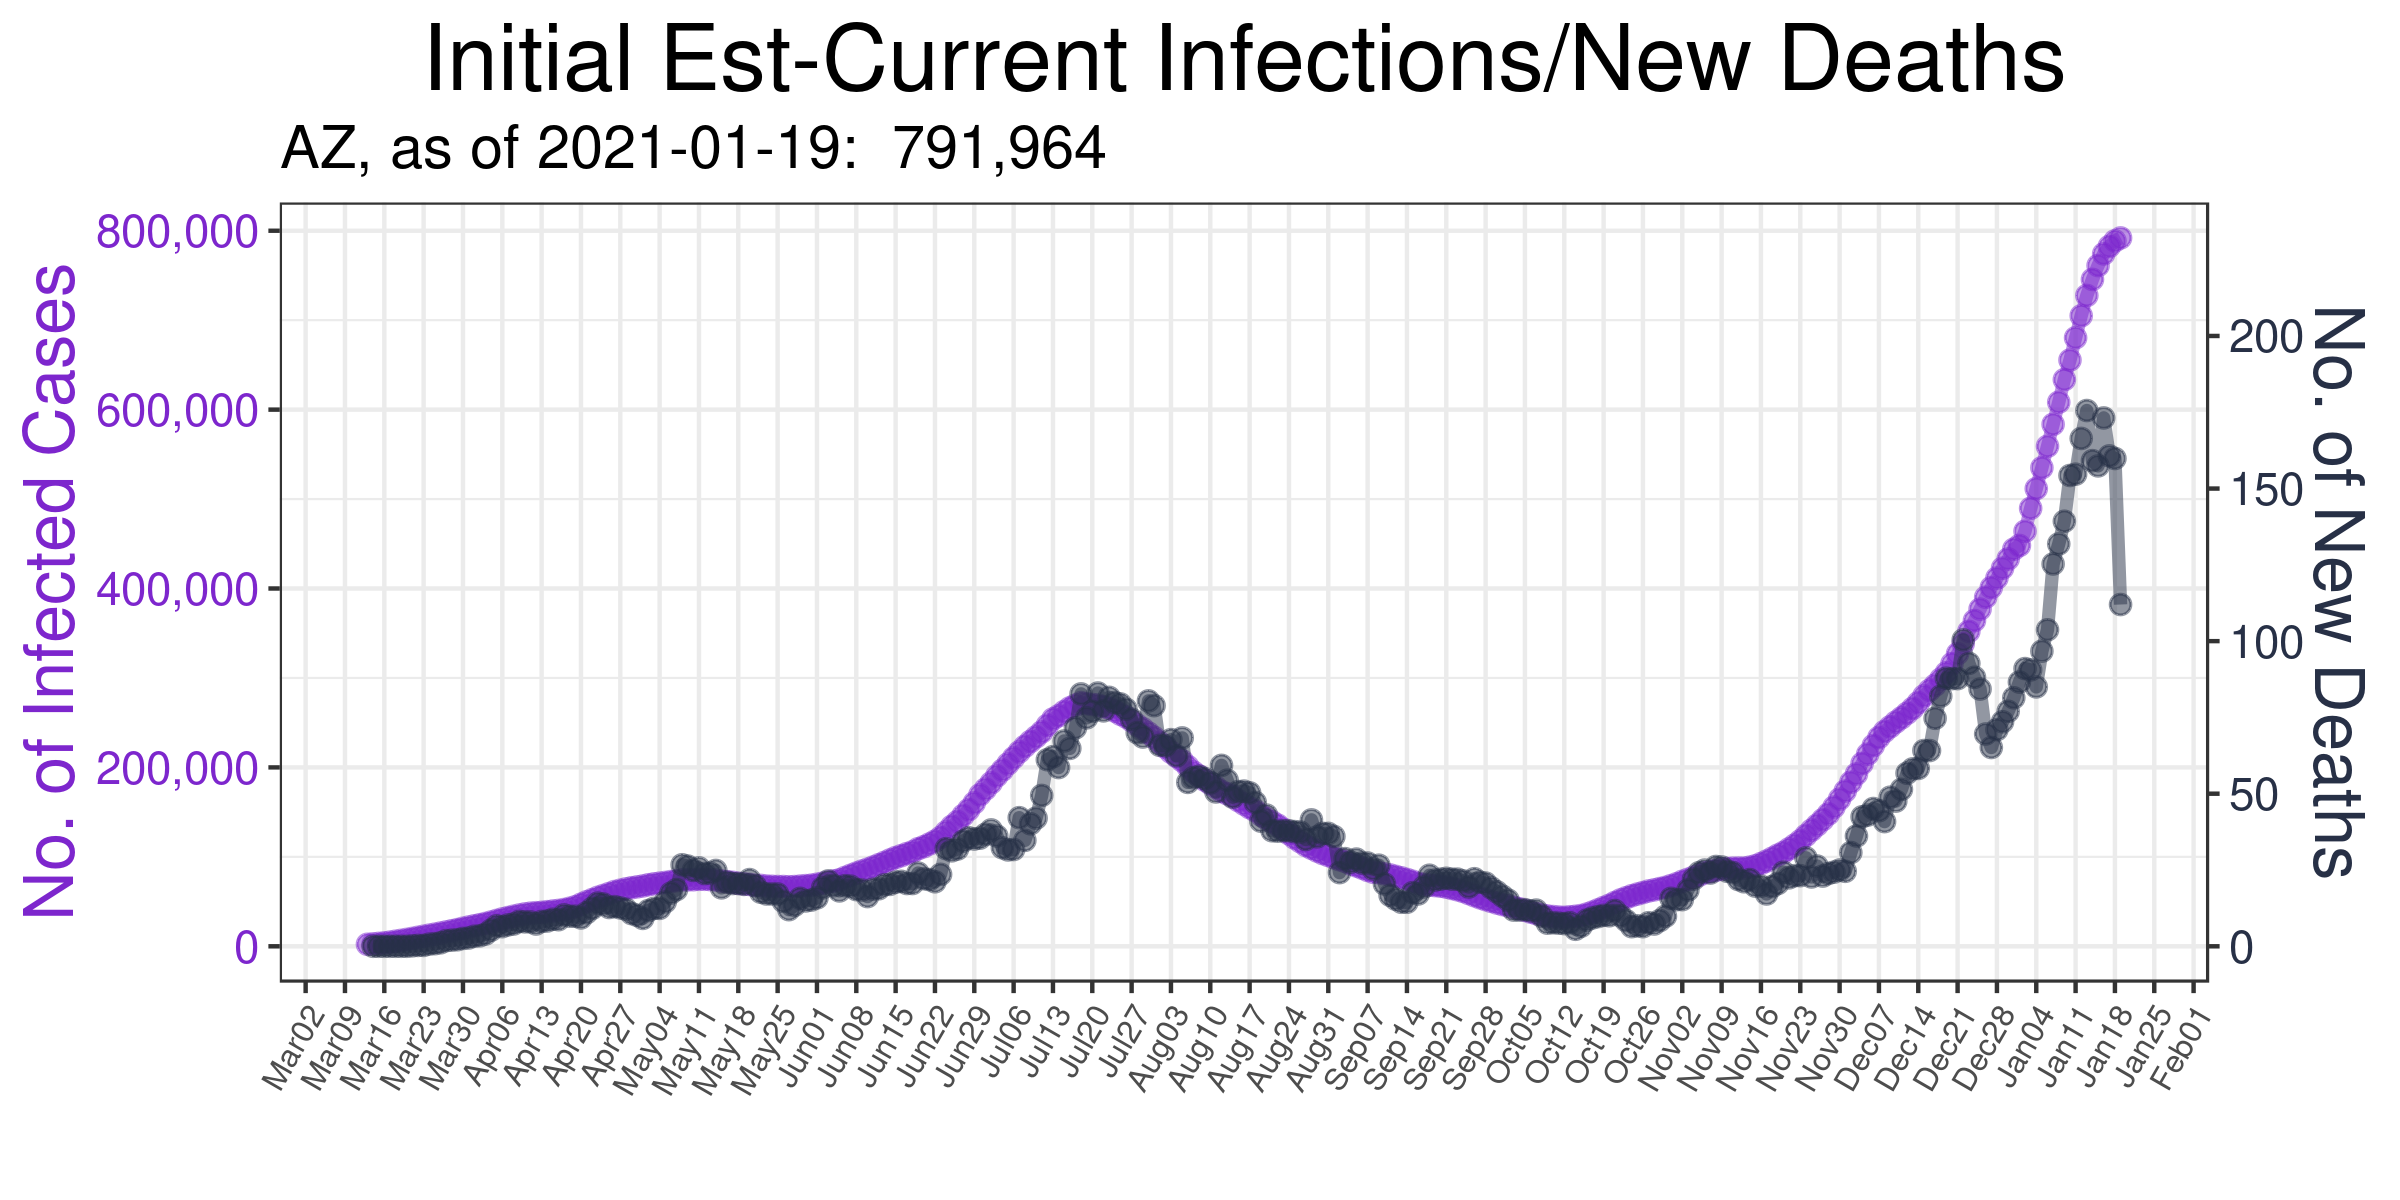 Initial Est-Current Infections/New Deaths
AZ, as of 2021-01-19: 791,964
No. of Infected Cases
800,000
600,000
400,000
200,000
0
No. of New Deaths
200
150
100
50
0
Mar02 Mar09 Mar16 Mar23 Mar30 Apr06 Apr13 Apr20 Apr27 May04 May11 May18 May25 Jun01 Jun08 Jun15 Jun22 Jun29 Jul06 Jul13 Jul20 Jul27 Aug03 Aug10 Aug17 Aug24 Aug31 Sep07 Sep14 Sep21 Sep28 Oct05 Oct12 Oct19 Oct26 Nov02 Nov09 Nov16 Nov23 Nov30 Dec07 Dec14 Dec21 Dec28 Jan04 Jan11 Jan18 Jan25 Feb01